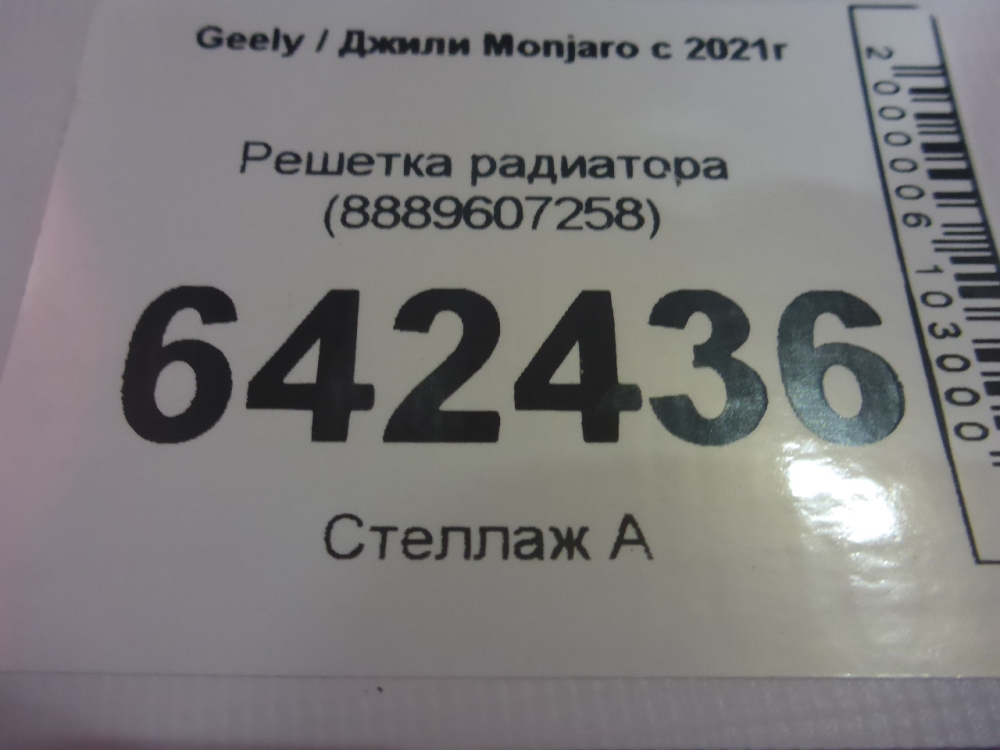 Geely / Джили Monjaro с 2021г
Решетка радиатора
(8889607258)
642436
Стеллаж А
2000006103000